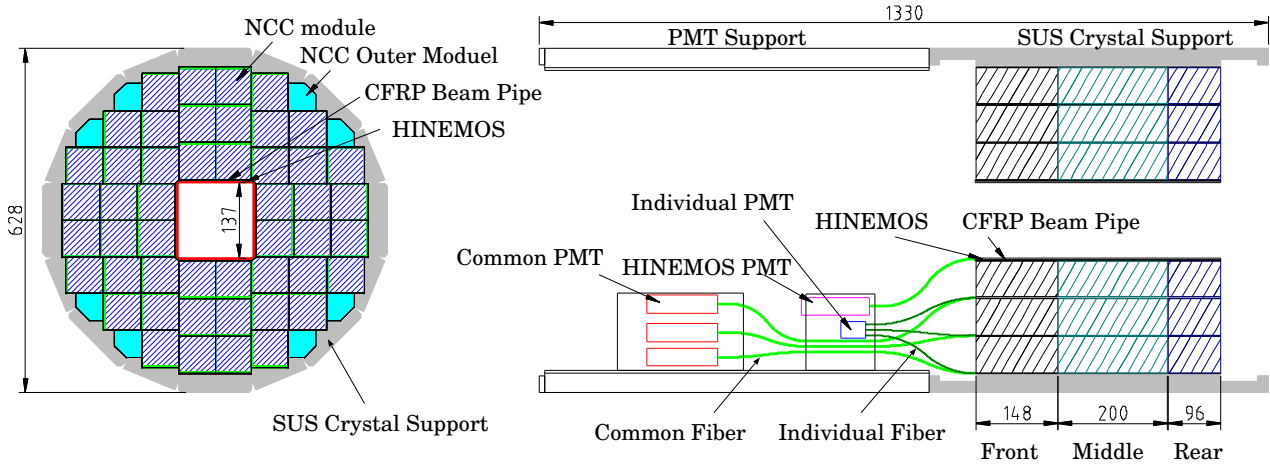 NCC module
NCC Outer Moduel
CFRP Beam Pipe
HINEMOS
628
137
SUS Crystal Support
1330
PMT Support
SUS Crystal Support
Individual PMT
HINEMOS
CFRP Beam Pipe
Common PMT
HINEMOS PMT
148
200
96
Common Fiber
Individual Fiber
Front
Middle
Rear